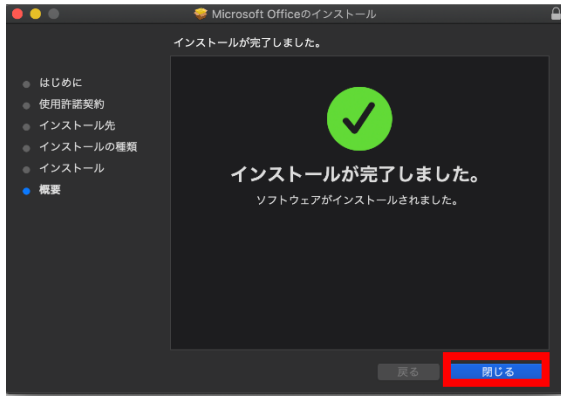 Microsoft Officeのインストール
インストールが完了しました。
はじめに
使用許諾契約
インストール先
インストールの種類
インストール
概要
インストールが完了しました。
ソフトウェアがインストールされました。
戻る
閉じる